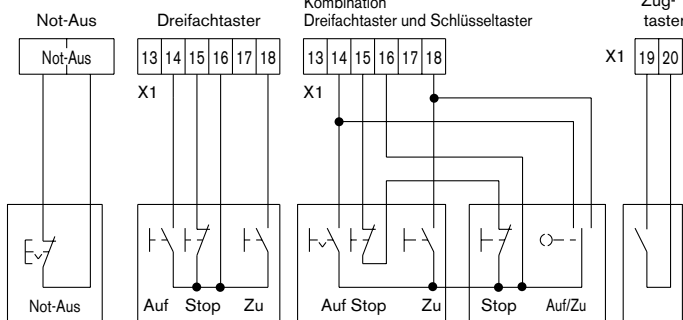 Not-Aus
Not-Aus
Not-Aus
Dreifachtaster
13 14 15 16 17 18
X1
Auf Stop Zu
Kombination
Dreifachtaster und Schlüsseltaster
13 14 15 16 17 18
X1
Auf Stop Zu Stop Auf/Zu
Zug-
taster
X1 19 20